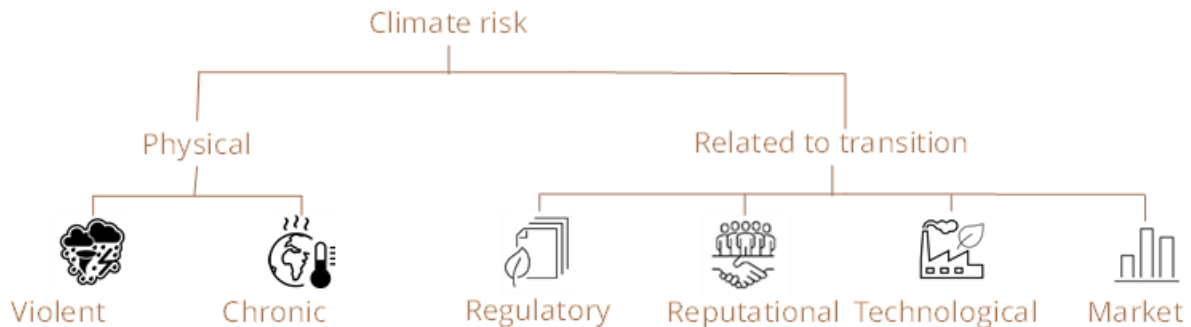 Climate risk
Physical
Related to transition
Violent
Chronic
Regulatory
Reputational
Technological
Market